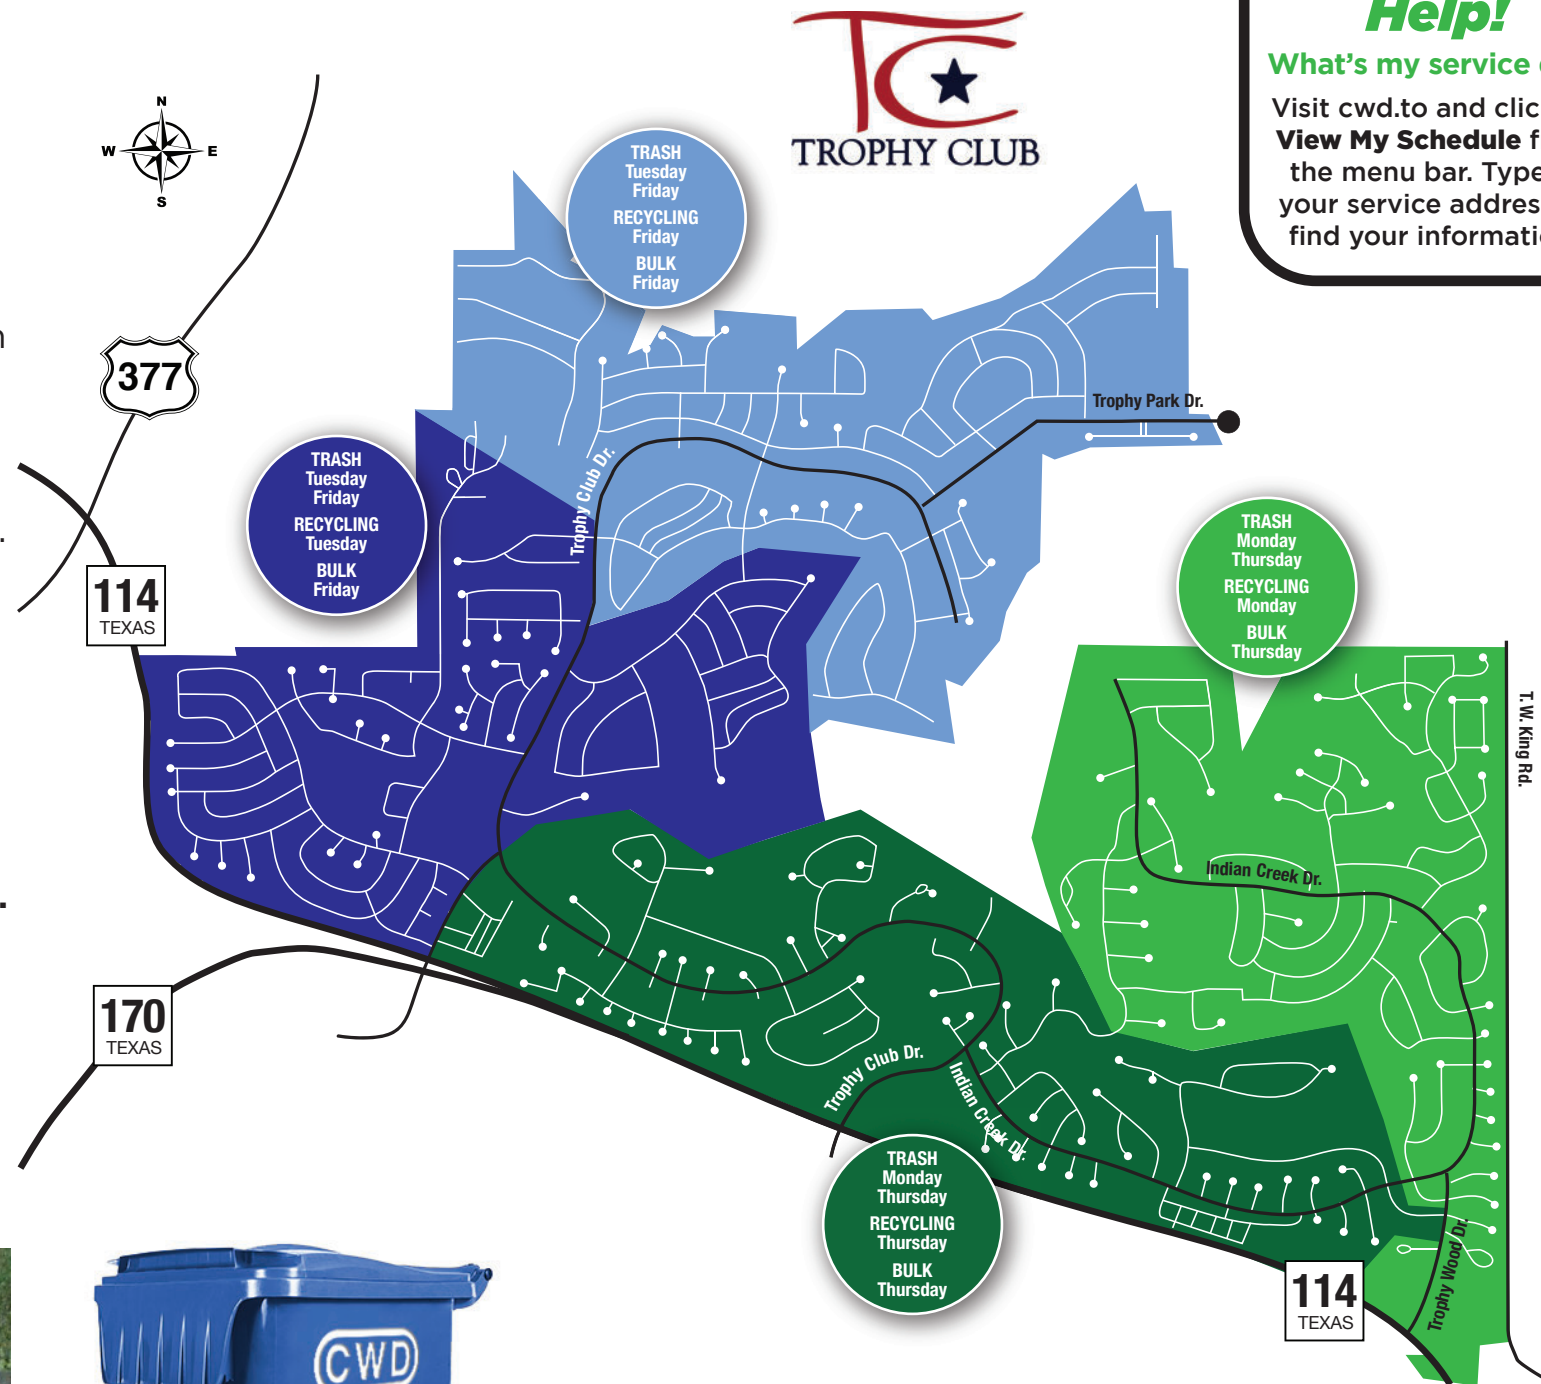 TROPHY CLUB
Help!
What's my service
Visit cwd.to and
View My Schedule
the menu bar. Type
your service
find your
N
W
E
S
TRASH
Tuesday
Friday
RECYCLING
Friday
BULK
Friday
377
Trophy Park Dr.
TRASH
Tuesday
Friday
RECYCLING
Tuesday
BULK
Friday
Trophy Club Dr.
114
TEXAS
TRASH
Monday
Thursday
RECYCLING
Monday
BULK
Thursday
T. W. King Rd.
Indian Creek Dr.
170
TEXAS
Trophy Club Dr.
Indian Creek Dr.
TRASH
Monday
Thursday
RECYCLING
Thursday
BULK
Thursday
Trophy Wood Dr.
114
TEXAS
CWD